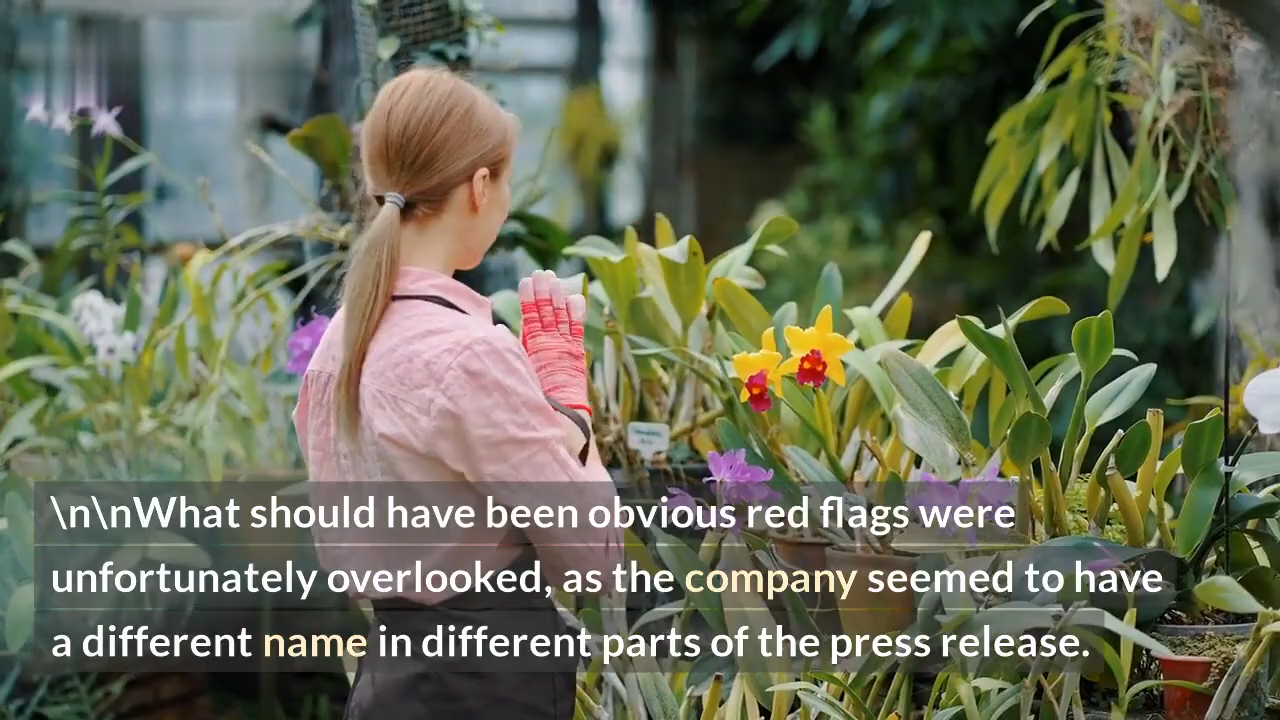 \n\nWhat should have been obvious red flags were
unfortunately overlooked, as the company seemed to have
a different name in different parts of the press release.